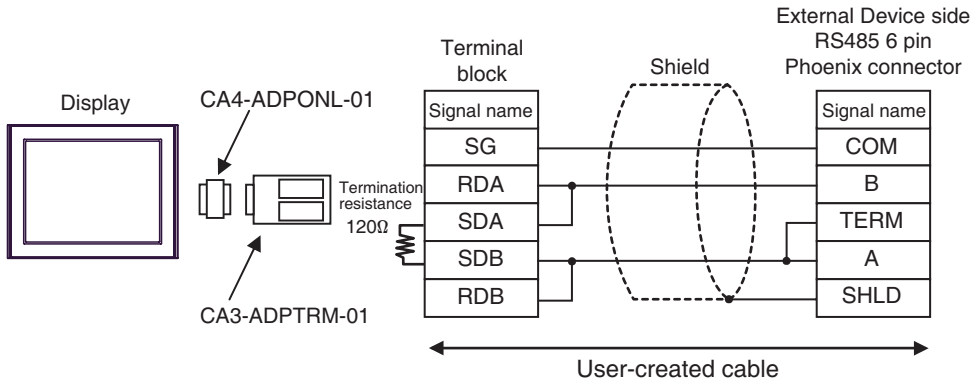 Display
CA4-ADPONL-01
CA3-ADPTRM-01
Termination
resistance
120Ω
Terminal
block
Signal name
SG
RDA
SDA
SDB
RDB
Shield
External Device side
RS485 6 pin
Phoenix connector
Signal name
COM
B
TERM
A
SHLD
User-created cable